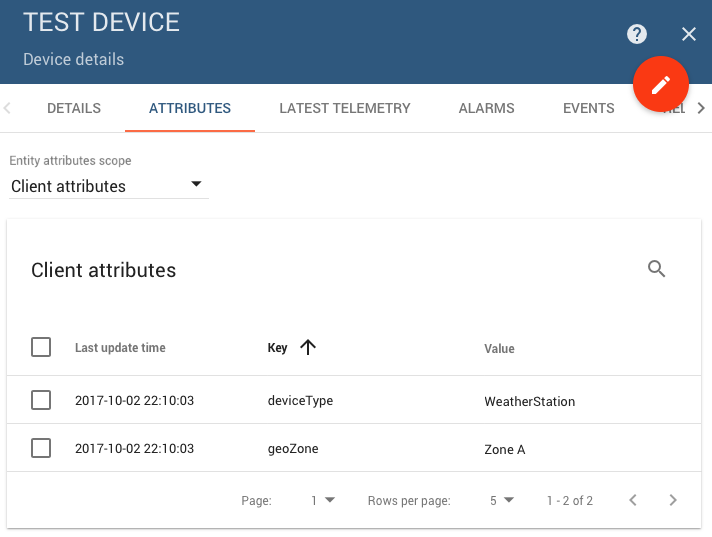 TEST DEVICE
Device details
DETAILS ATTRIBUTES LATEST TELEMETRY ALARMS EVENTS
Entity attributes scope
Client attributes
Client attributes
Last update time Key Value
2017-10-02 22:10:03 deviceType WeatherStation
2017-10-02 22:10:03 geoZone Zone A
Page: 1 Rows per page: 5 1 - 2 of 2